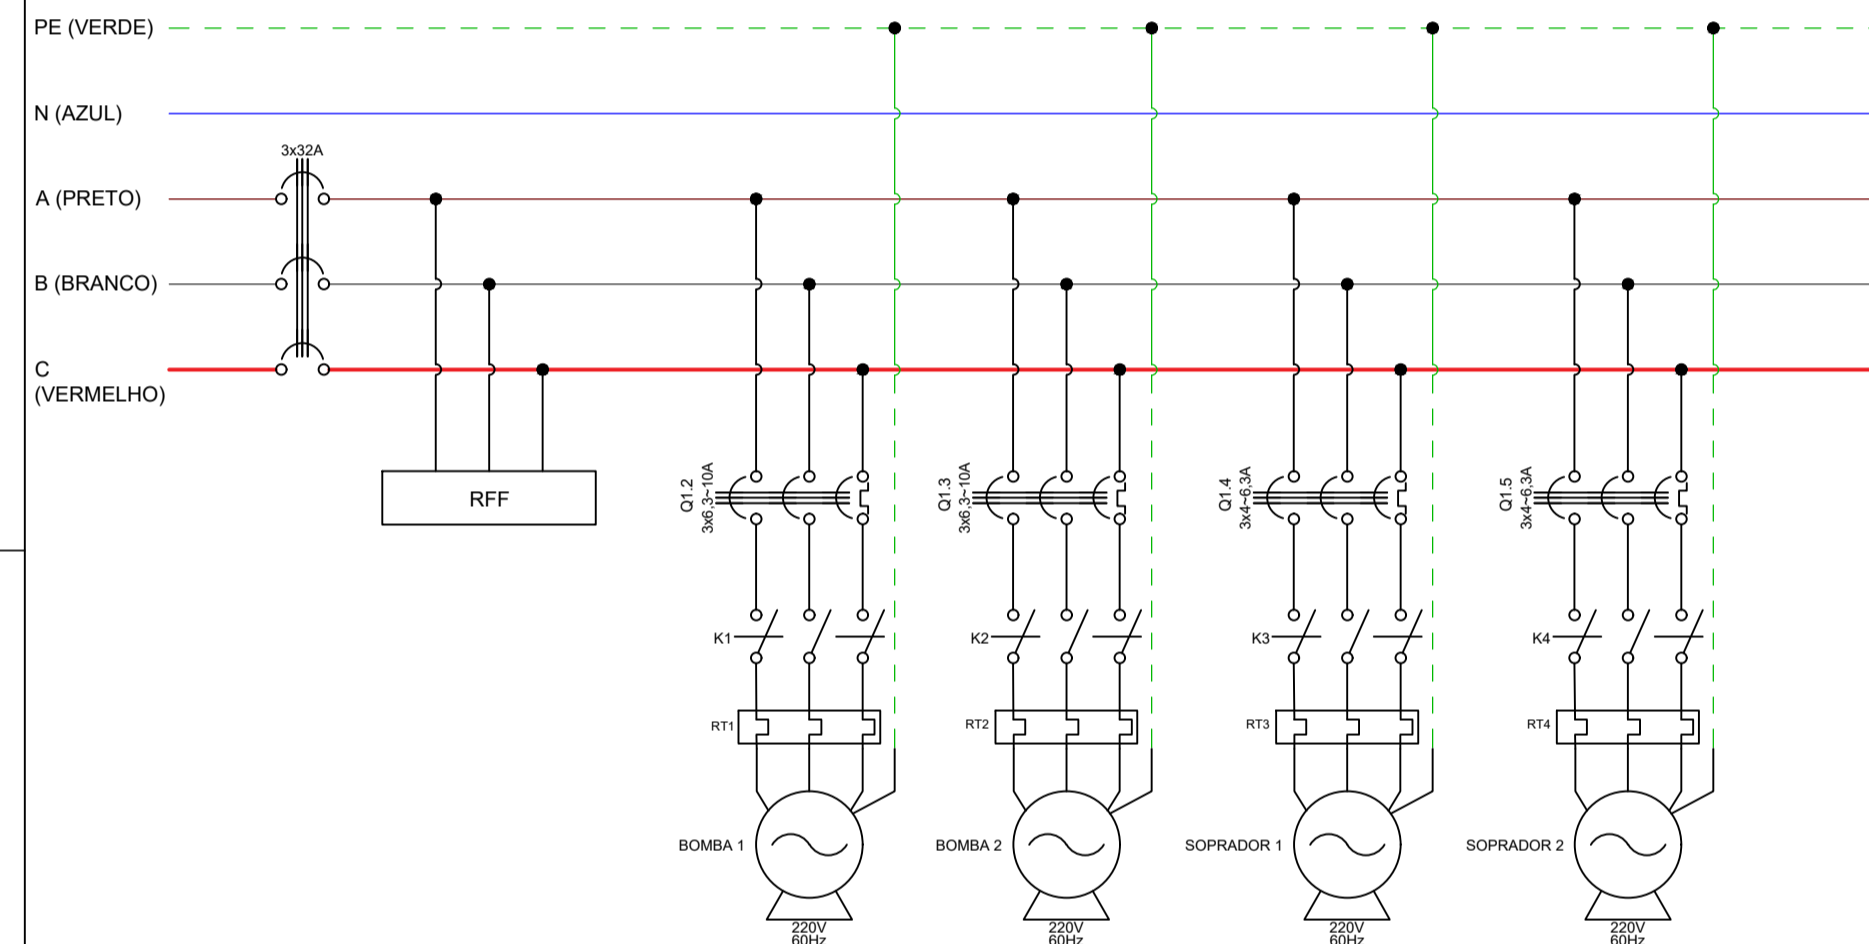 PE (VERDE)
N (AZUL)
3x32A
A (PRETO)
B (BRANCO)
C
(VERMELHO)
RFF
Q1.2
3x6,3~10A
Q1.3
3x6,3~10A
Q1.4
3x4~6,3A
Q1.5
3x4~6,3A
K1
K2
K3
K4
RT1
RT2
RT3
RT4
BOMBA 1
BOMBA 2
SOPRADOR 1
SOPRADOR 2
220V
60Hz
220V
60Hz
220V
60Hz
220V
60Hz